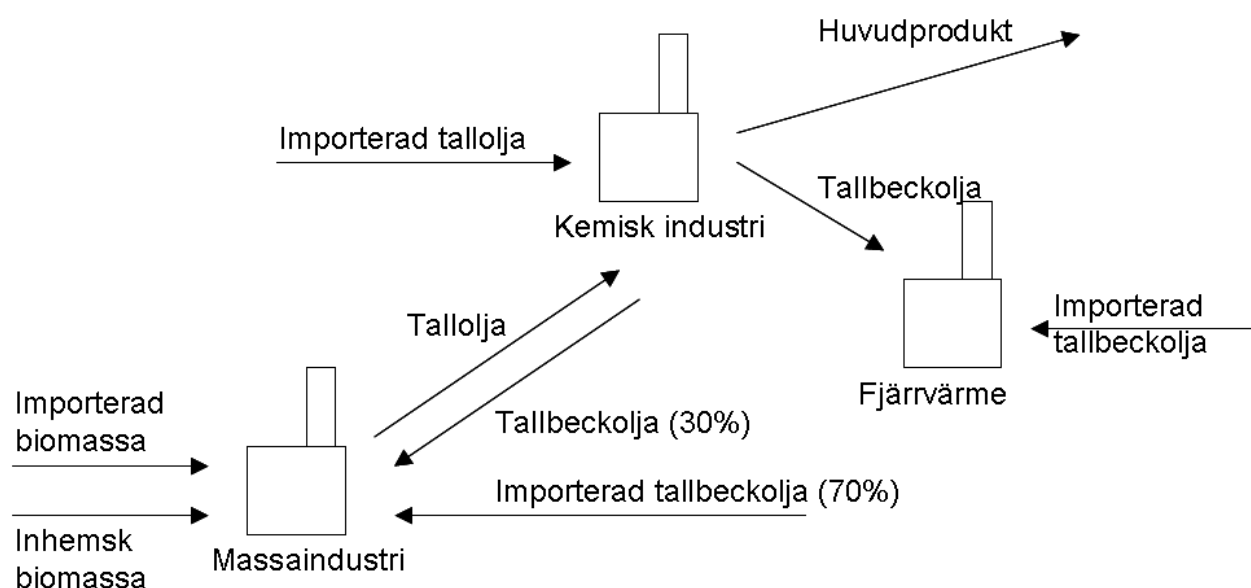 Huvudprodukt
Importerad tallolja
Tallbeckolja
Kemisk industri
Importerad
tallbeckolja
Tallolja
Fjärrvärme
Importerad
biomassa
Tallbeckolja (30%)
Importerad tallbeckolja (70%)
Inhemsk
biomassa
Massaindustri